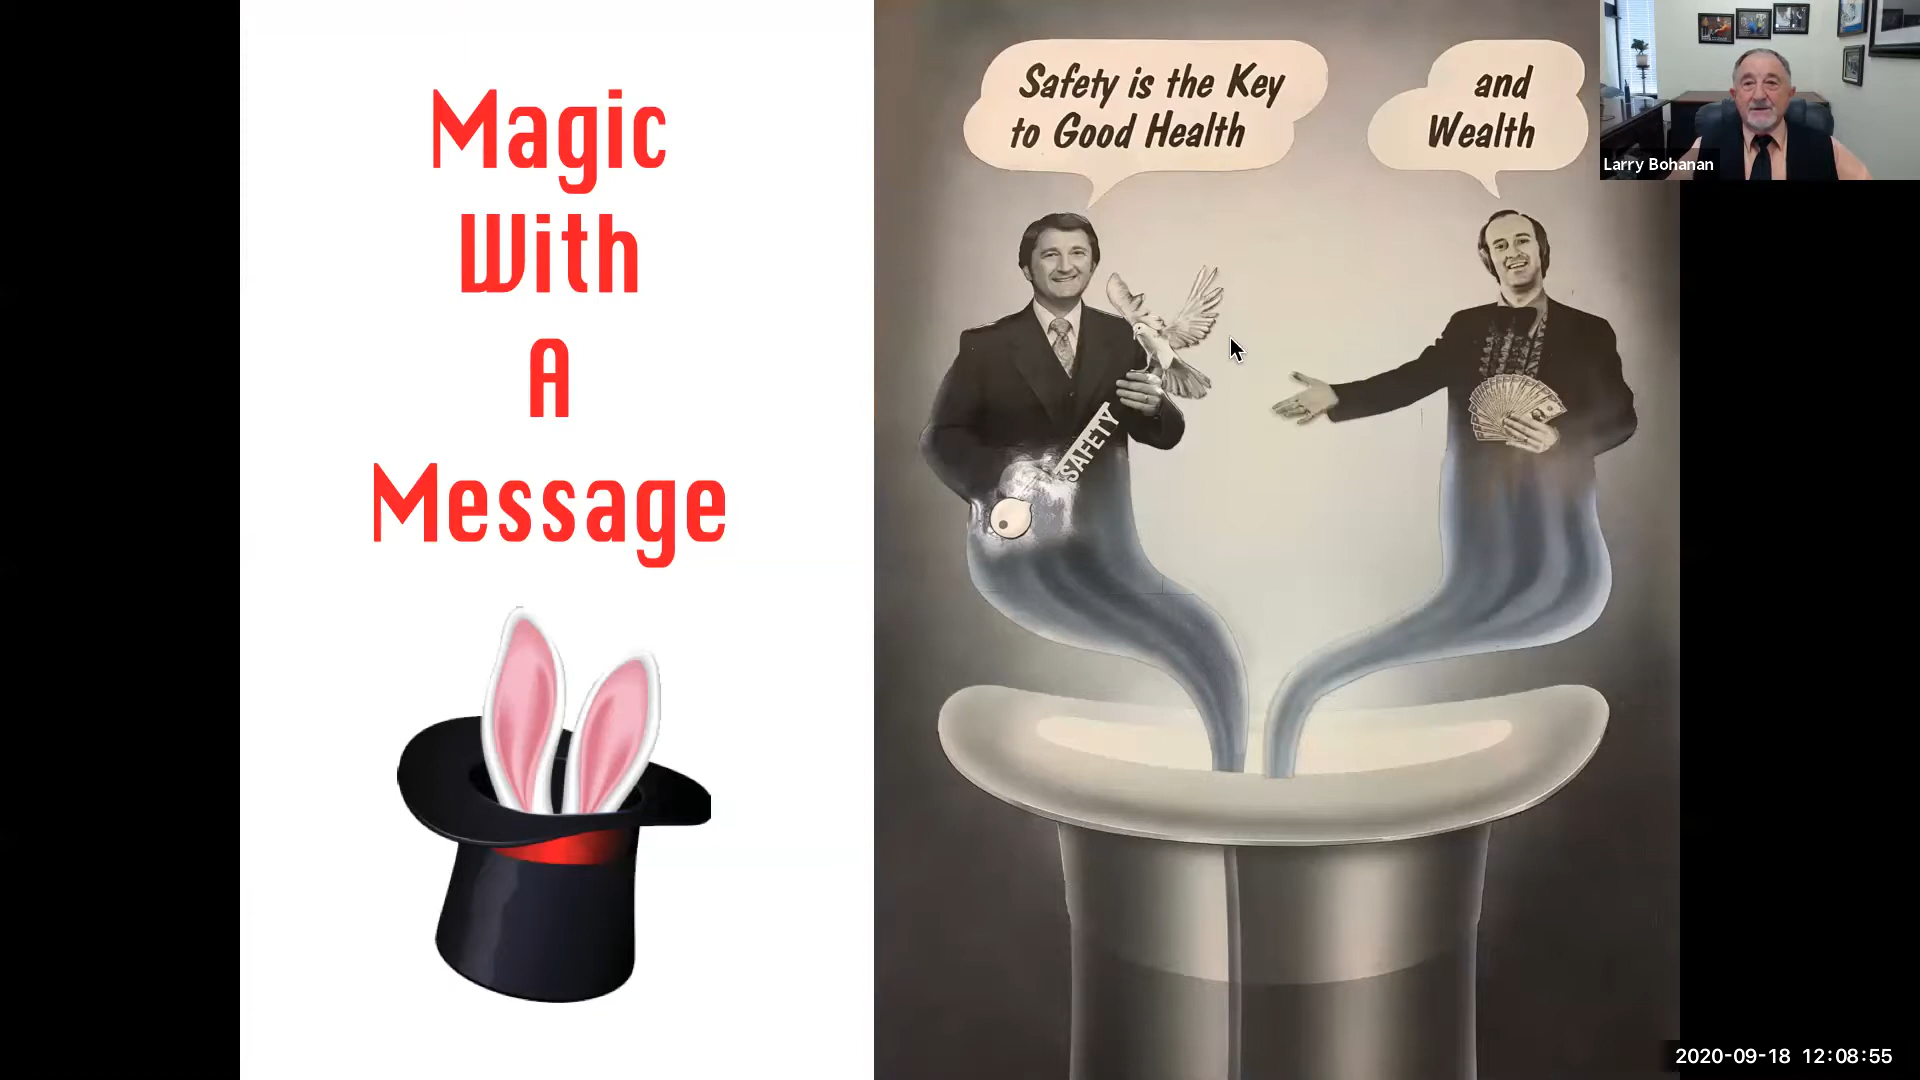 Magic
With
A
Message
Safety is the Key
to Good Health
and
Wealth
SAFETY
Larry Bohanan
2020-09-18 12:08:55